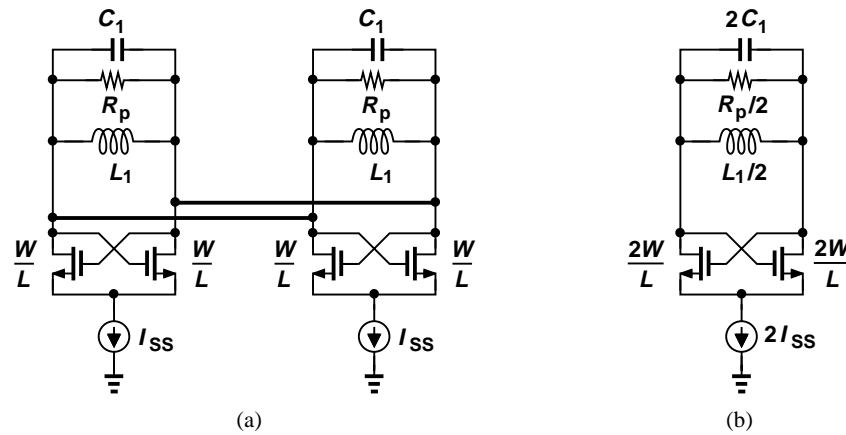 C1 C1 2C1
Rp Rp Rp/2
L1 L1 L1/2
W/L W/L W/L W/L 2W/L 2W/L
ISS ISS 2ISS
(a) (b)